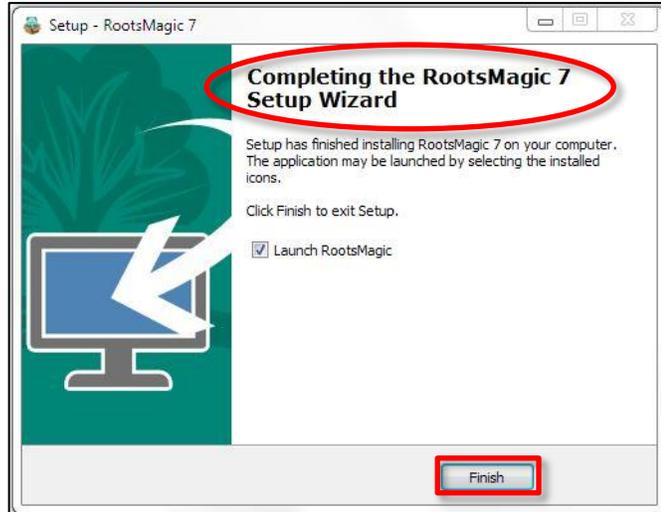 Setup - RootsMagic 7
Completing the RootsMagic 7
Setup Wizard
Setup has finished installing RootsMagic 7 on your computer.
The application may be launched by selecting the installed
icons.
Click Finish to exit Setup.
Launch RootsMagic
Finish